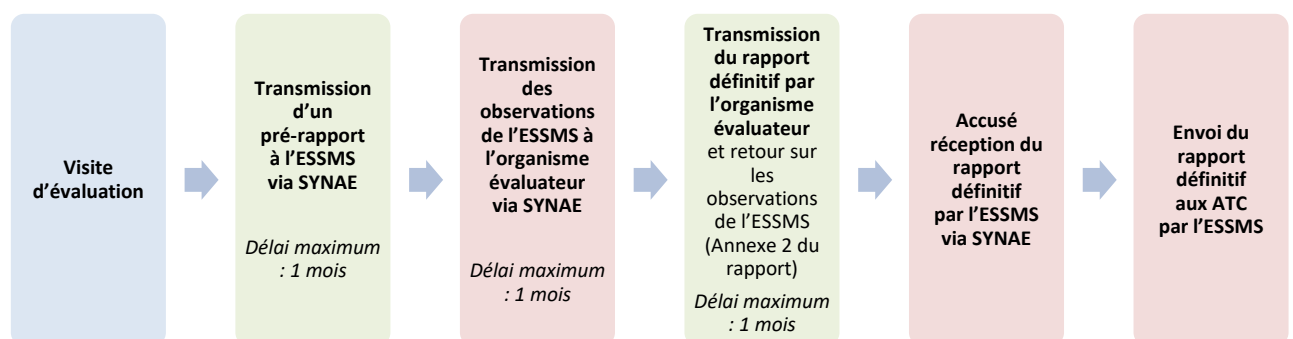 Visite
d'évaluation
Transmission
d'un
pré-rapport
à l'ESSMS
via SYNAE
Délai maximum
: 1 mois
Transmission
des
observations
de l'ESSMS à
l'organisme
évaluateur
via SYNAE
Délai maximum
: 1 mois
Transmission
du rapport
définitif par
l'organisme
évaluateur
et retour sur
les
observations
de l'ESSMS
(Annexe 2 du
rapport)
Délai maximum
: 1 mois
Accusé
réception du
rapport
définitif
par l'ESSMS
via SYNAE
Envoi du
rapport
définitif
aux ATC
par l'ESSMS